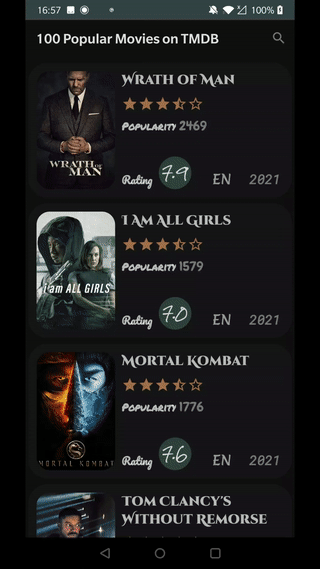 16:57
100%
100 Popular Movies on TMDB
WRATH OF MAN
WRATH OF MAN
Popularity 2469
Rating 7.9 EN 2021
I AM ALL GIRLS
i am ALL GIRLS
Popularity 1579
Rating 7.0 EN 2021
MORTAL KOMBAT
Popularity 1776
MORTAL KOMBAT
Rating 7.6 EN 2021
TOM CLANCY'S
WITHOUT REMORSE